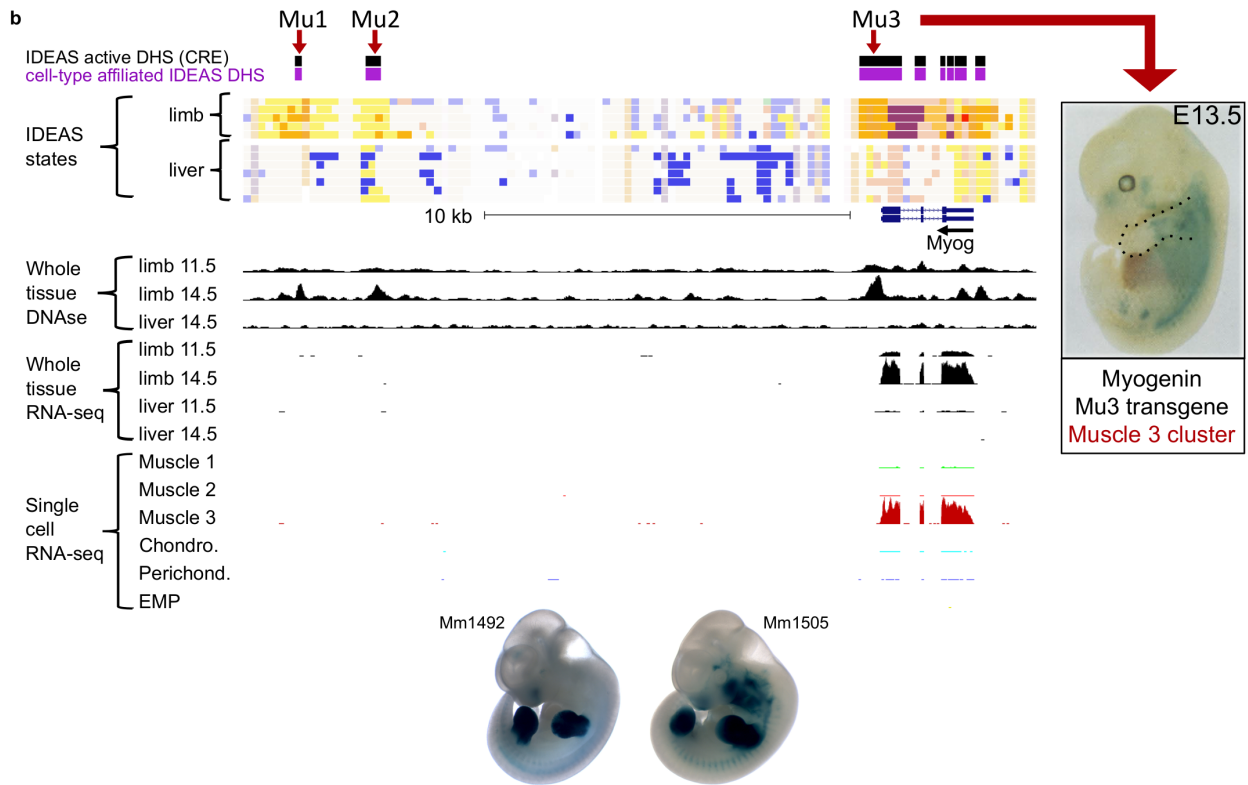 b
Mu1
Mu2
Mu3
IDEAS active DHS (CRE)
cell-type affiliated IDEAS DHS
IDEAS
states
limb
liver
10 kb
Myog
E13.5
Myogenin
Mu3 transgene
Muscle 3 cluster
Whole
tissue
DNAse
limb 11.5
limb 14.5
liver 14.5
Whole
tissue
RNA-seq
limb 11.5
limb 14.5
liver 11.5
liver 14.5
Single
cell
RNA-seq
Muscle 1
Muscle 2
Muscle 3
Chondro.
Perichond.
EMP
Mm1492
Mm1505